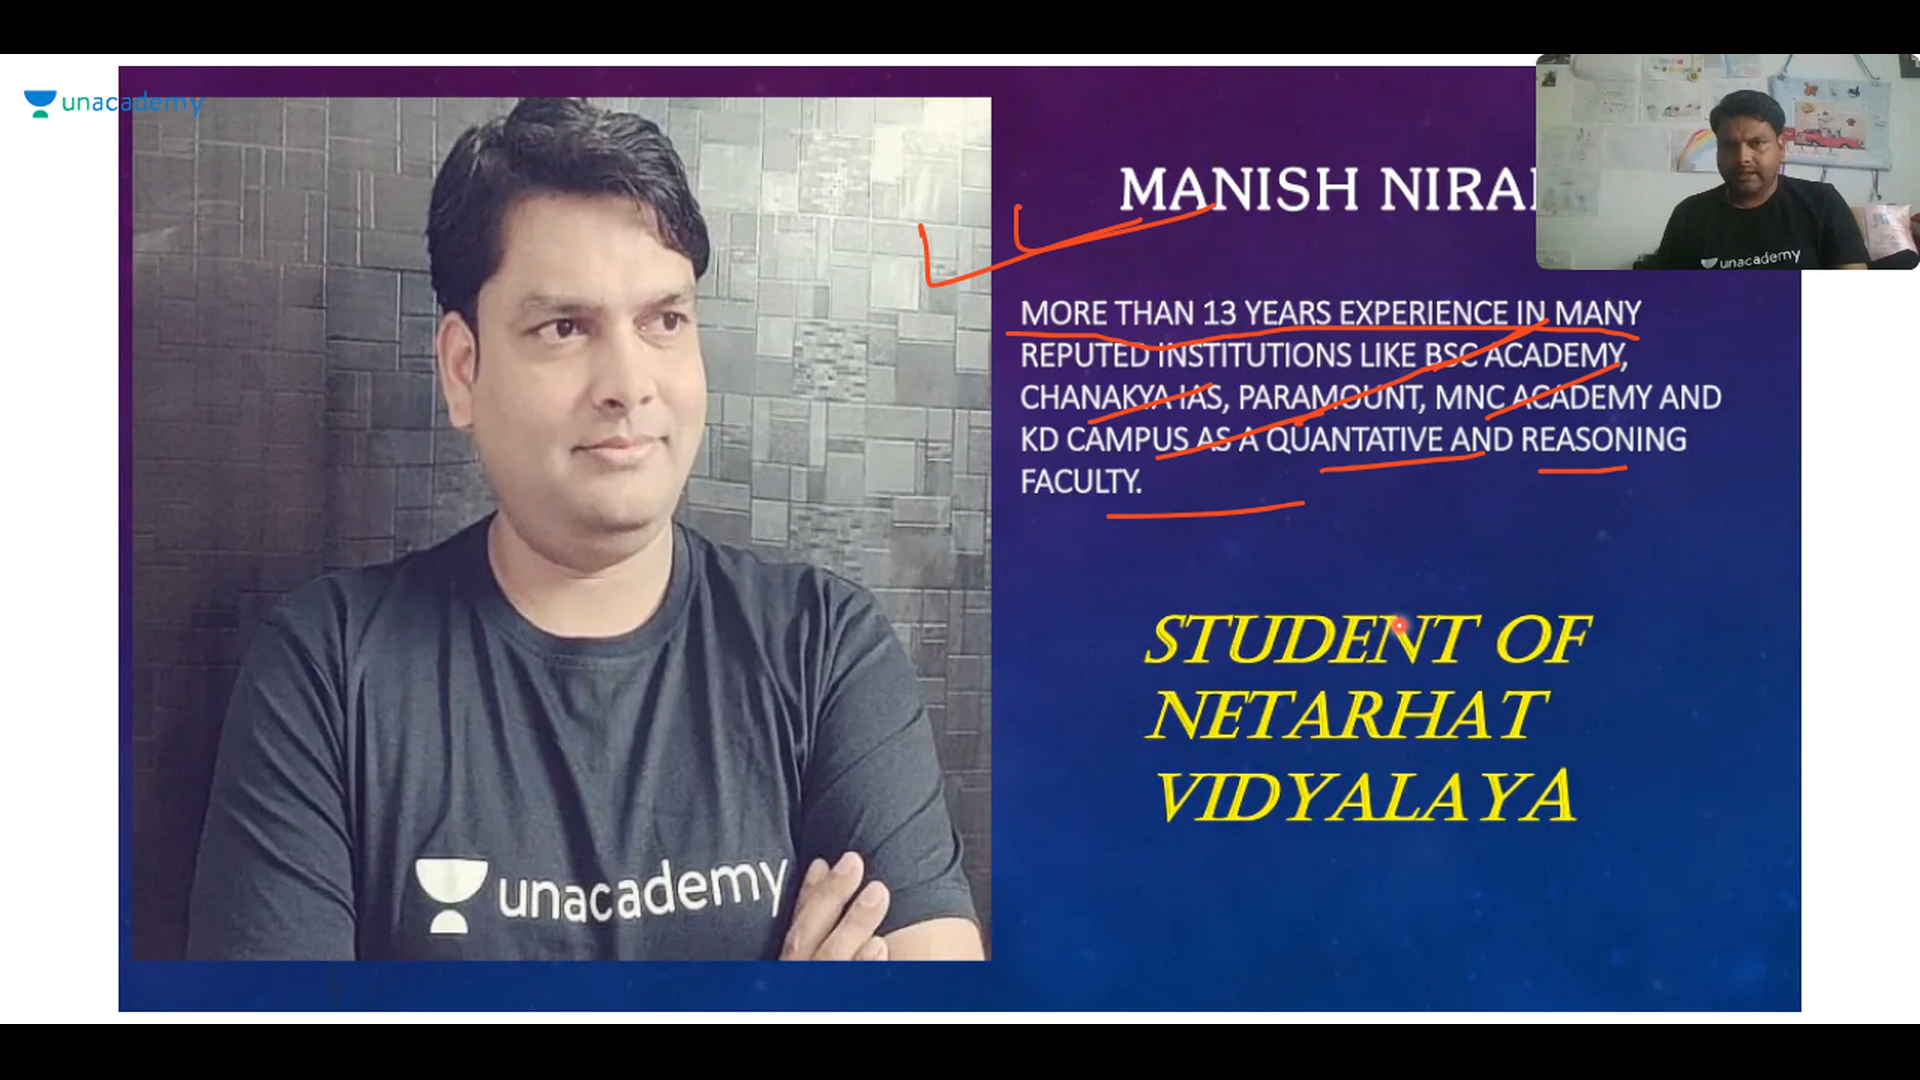 unacademy
MANISH
unacademy
MORE THAN 13 YEARS EXPERIENCE IN MANY
REPUTED INSTITUTIONS LIKE BSC ACADEMY,
CHANAKYA IAS, PARAMOUNT, MNC ACADEMY AND
KD CAMPUS AS A QUANTATIVE AND REASONING
FACULTY.
STUDENT OF
NETARHAT
VIDYALAYA
unacademy